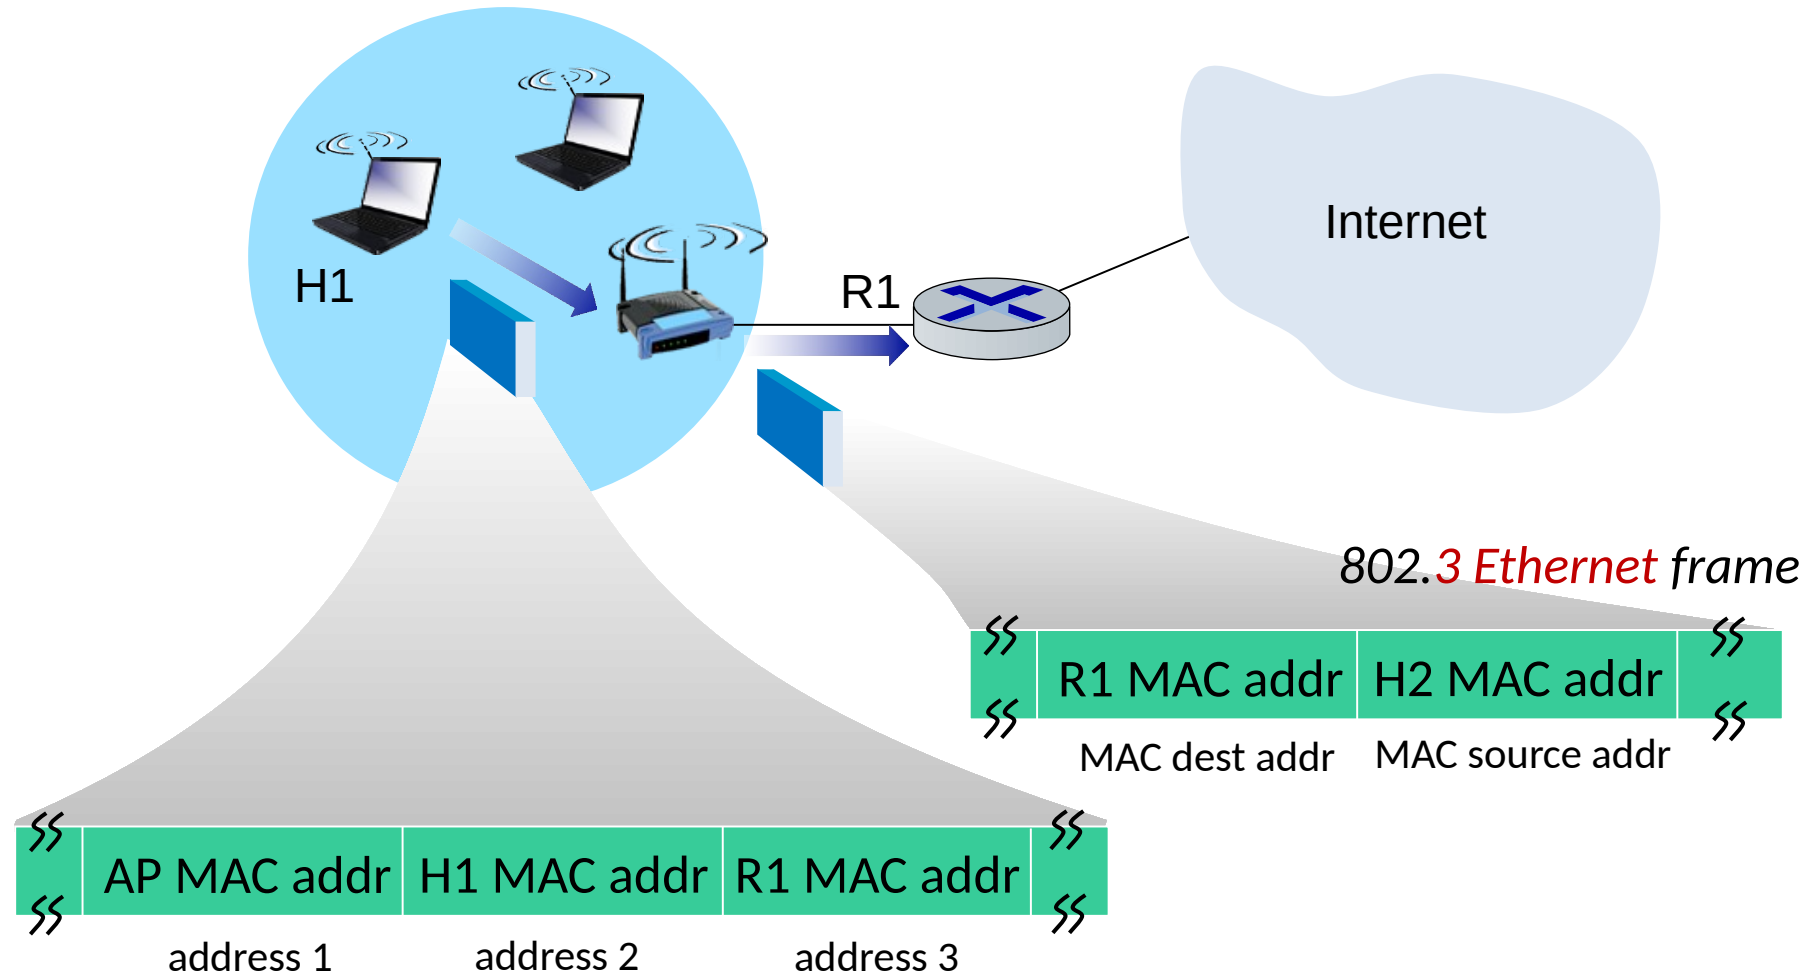 Internet
H1
R1
802.3 Ethernet frame
R1 MAC addr H2 MAC addr
MAC dest addr MAC source addr
AP MAC addr H1 MAC addr R1 MAC addr
address 1 address 2 address 3